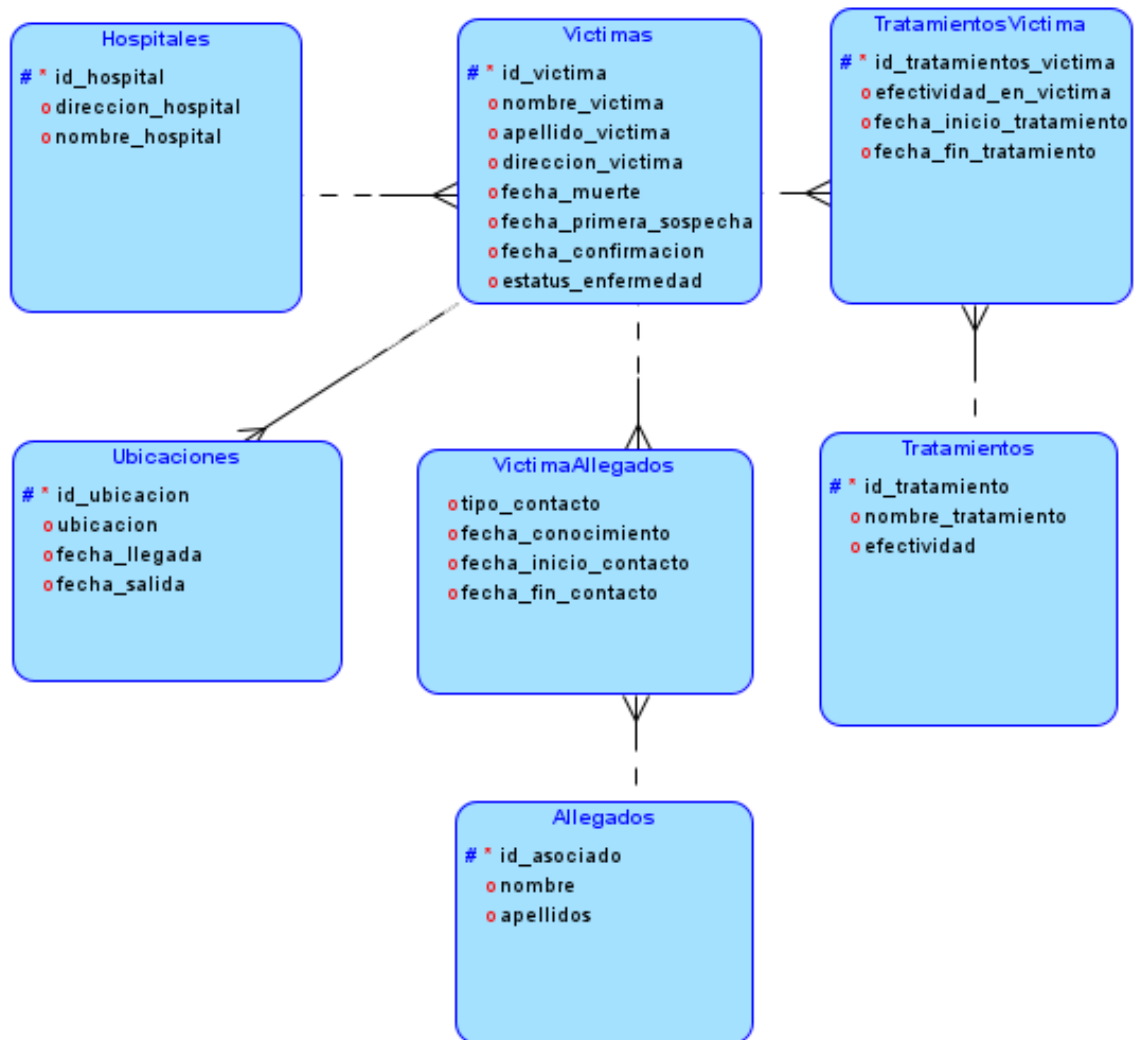 Hospitales
# * id_hospital
o direccion_hospital
o nombre_hospital
Victimas
# * id_victima
o nombre_victima
o apellido_victima
o direccion_victima
o fecha_muerte
o fecha_primera_sospecha
o fecha_confirmacion
o estatus_enfermedad
TratamientosVictima
# * id_tratamientos_victima
o efectividad_en_victima
o fecha_inicio_tratamiento
o fecha_fin_tratamiento
Ubicaciones
# * id_ubicacion
o ubicacion
o fecha_llegada
o fecha_salida
VictimaAllegados
o tipo_contacto
o fecha_conocimiento
o fecha_inicio_contacto
o fecha_fin_contacto
Tratamientos
# * id_tratamiento
o nombre_tratamiento
o efectividad
Allegados
# * id_asociado
o nombre
o apellidos